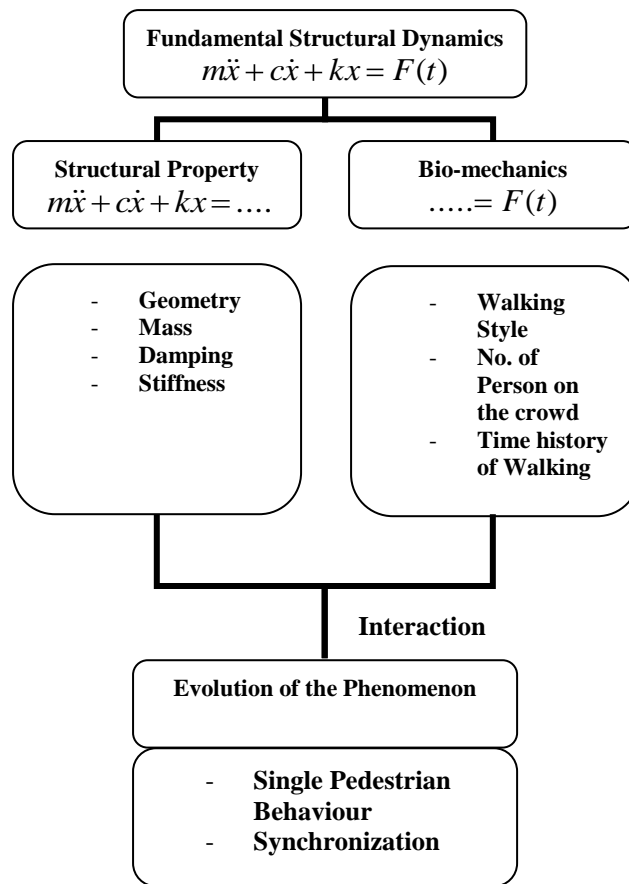 Fundamental Structural Dynamics
mẍ + cẋ + kx = F(t)
Structural Property
mẍ + cẋ + kx = ....
Bio-mechanics
..... = F(t)
- Geometry
- Mass
- Damping
- Stiffness
- Walking
Style
- No. of
Person on
the crowd
- Time history
of Walking
Interaction
Evolution of the Phenomenon
- Single Pedestrian
Behaviour
- Synchronization